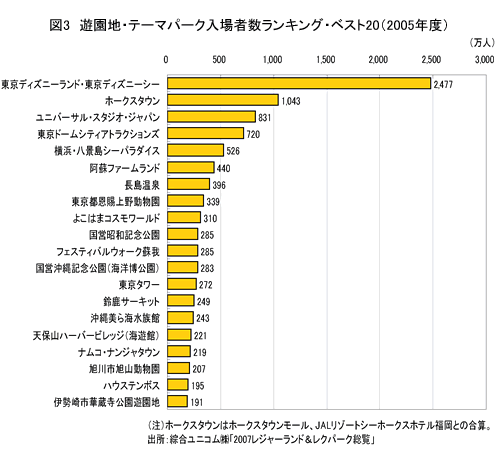 図3 遊園地・テーマパーク入場者数ランキング・ベスト20(2005年度)
(万人)
0 500 1,000 1,500 2,000 2,500 3,000
東京ディズニーランド・東京ディズニーシー 2,477
ホークスタウン 1,043
ユニバーサル・スタジオ・ジャパン 831
東京ドームシティアトラクションズ 720
横浜・八景島シーパラダイス 526
阿蘇ファームランド 440
長島温泉 396
東京都恩賜上野動物園 339
よこはまコスモワールド 310
国営昭和記念公園 285
フェスティバルウォーク蘇我 285
国営沖縄記念公園(海洋博公園) 283
東京タワー 272
鈴鹿サーキット 249
沖縄美ら海水族館 243
天保山ハーバービレッジ(海遊館) 221
ナムコ・ナンジャタウン 219
旭川市旭山動物園 207
ハウステンボス 195
伊勢崎市華蔵寺公園遊園地 191
(注)ホークスタウンはホークスタウンモール、JALリゾートシーホークスホテル福岡との合算。
出所:綜合ユニコム㈱「2007レジャーランド&レクパーク総覧」